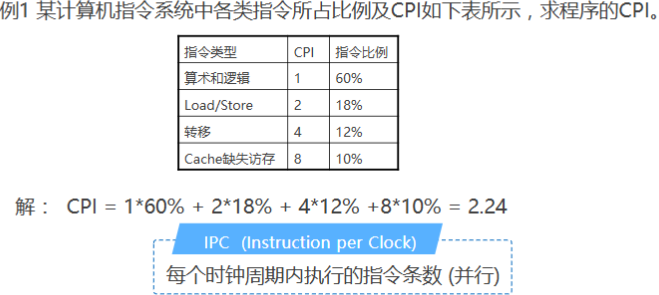 例1 某计算机指令系统中各类指令所占比例及CPI如下表所示，求程序的CPI。
指令类型 CPI 指令比例
算术和逻辑 1 60%
Load/Store 2 18%
转移 4 12%
Cache缺失访存 8 10%
解： CPI = 1*60% + 2*18% + 4*12% +8*10% = 2.24
IPC (Instruction per Clock)
每个时钟周期内执行的指令条数 (并行)